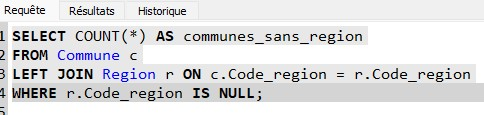 Requête Résultats Historique
1 SELECT COUNT(*) AS communes_sans_region
2 FROM Commune c
3 LEFT JOIN Region r ON c.Code_region = r.Code_region
4 WHERE r.Code_region IS NULL;